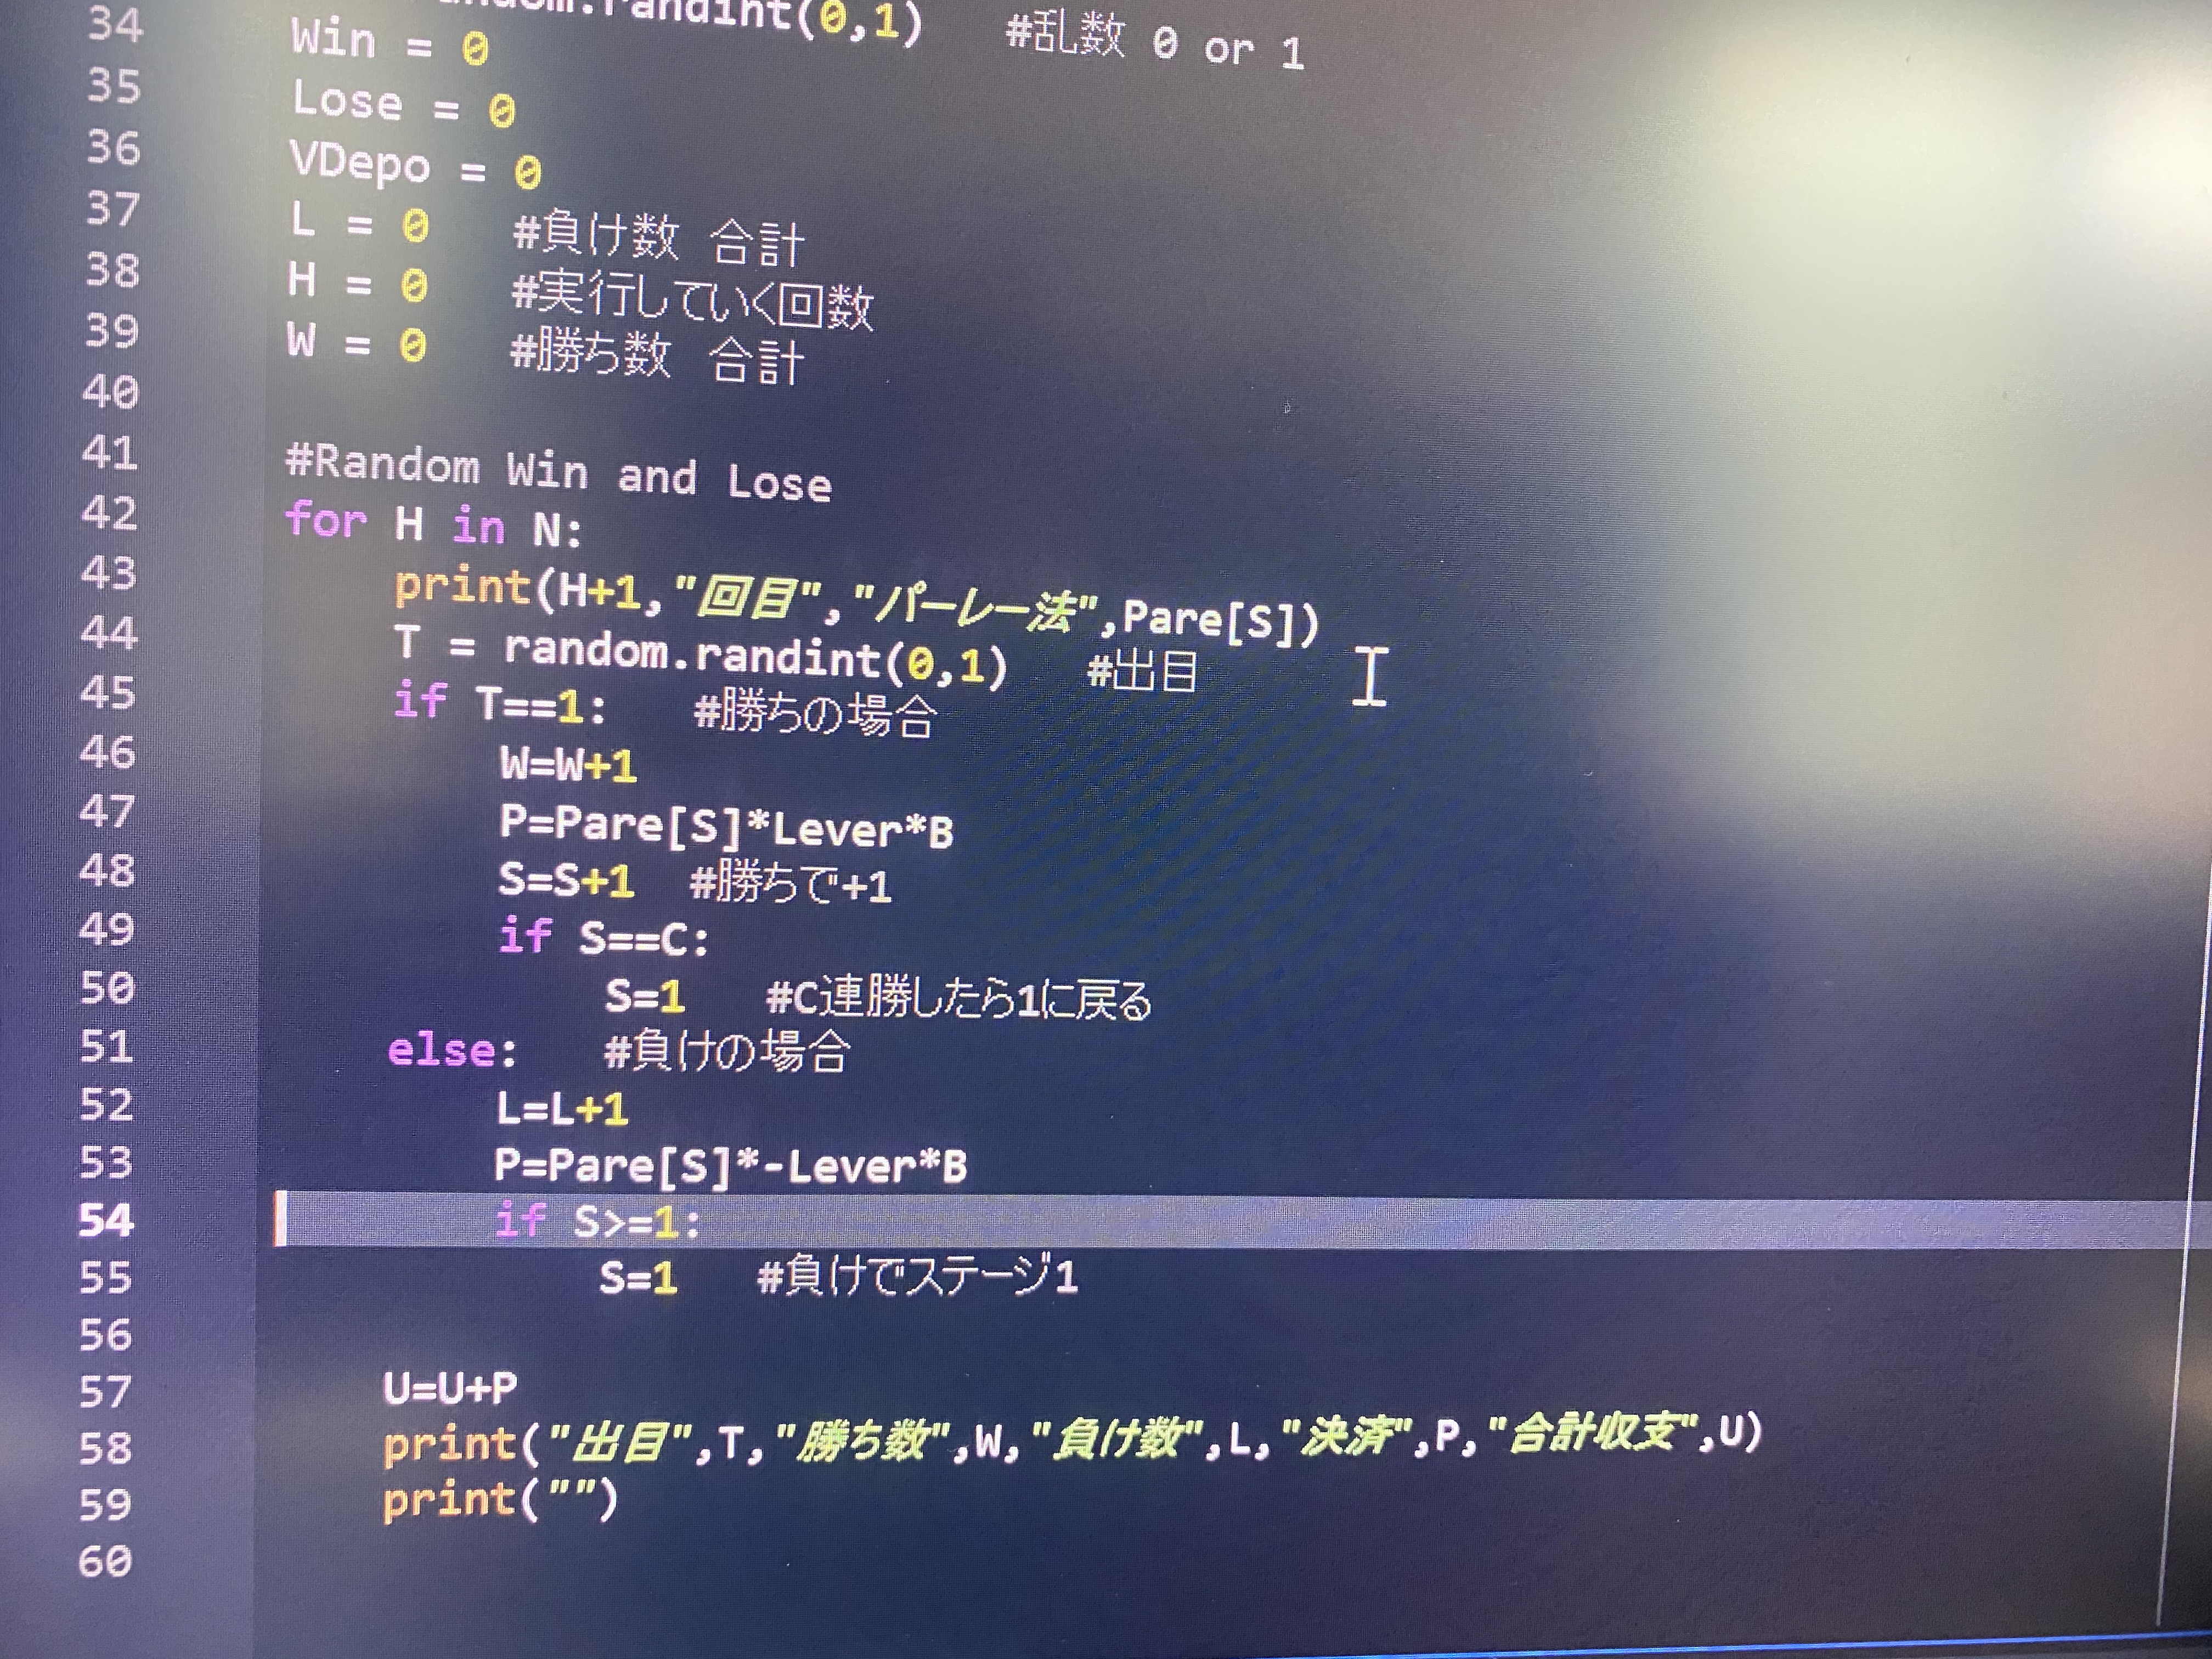 34 random.randint(0,1) #乱数 0 or 1
35 Win = 0
36 Lose = 0
37 VDepo = 0
38 L = 0 #負け数 合計
39 H = 0 #実行していく回数
40 W = 0 #勝ち数 合計
41 #Random Win and Lose
42 for H in N:
43 print(H+1,"回目","パーレー法",Pare[S])
44 T = random.randint(0,1) #出目
45 if T==1: #勝ちの場合
46 W=W+1
47 P=Pare[S]*Lever*B
48 S=S+1 #勝ちで+1
49 if S==C:
50 S=1 #C連勝したら1に戻る
51 else: #負けの場合
52 L=L+1
53 P=Pare[S]*-Lever*B
54 if S>=1:
55 S=1 #負けでステージ1
56
57 U=U+P
58 print("出目",T,"勝ち数",W,"負け数",L,"決済",P,"合計収支",U)
59 print("")
60